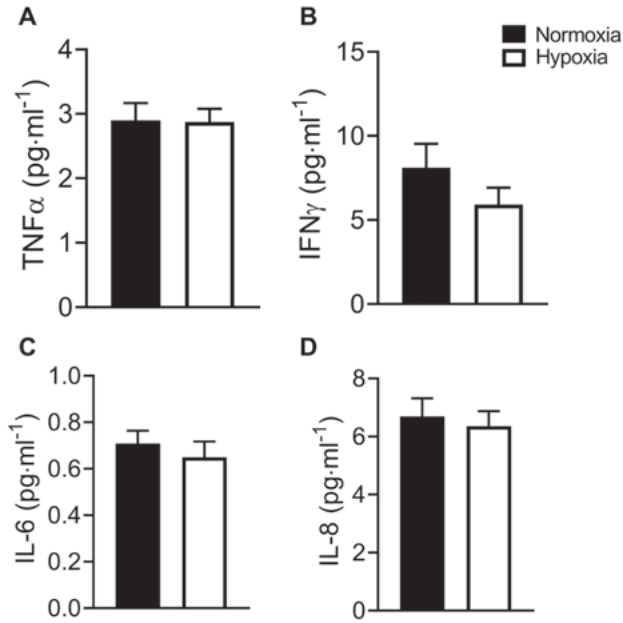 A
TNFα (pg·ml⁻¹)
4
3
2
1
0
B
Normoxia
Hypoxia
IFNγ (pg·ml⁻¹)
15
10
5
0
C
IL-6 (pg·ml⁻¹)
1.0
0.8
0.6
0.4
0.2
0.0
D
IL-8 (pg·ml⁻¹)
8
6
4
2
0